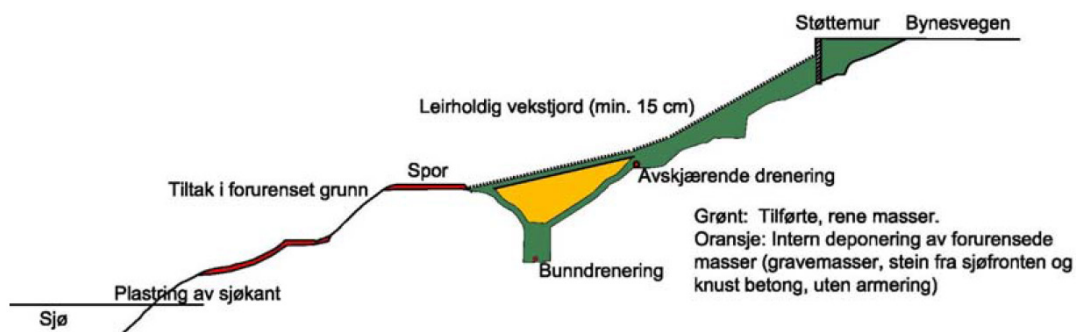 Støttemur Bynesvegen
Leirholdig vekstjord (min. 15 cm)
Spor
Tiltak i forurenset grunn
Avskjærende drenering
Grønt: Tilførte, rene masser.
Oransje: Intern deponering av forurensede
masser (gravemasser, stein fra sjøfronten og
knust betong, uten armering)
Bunndrenering
Plastring av sjøkant
Sjø